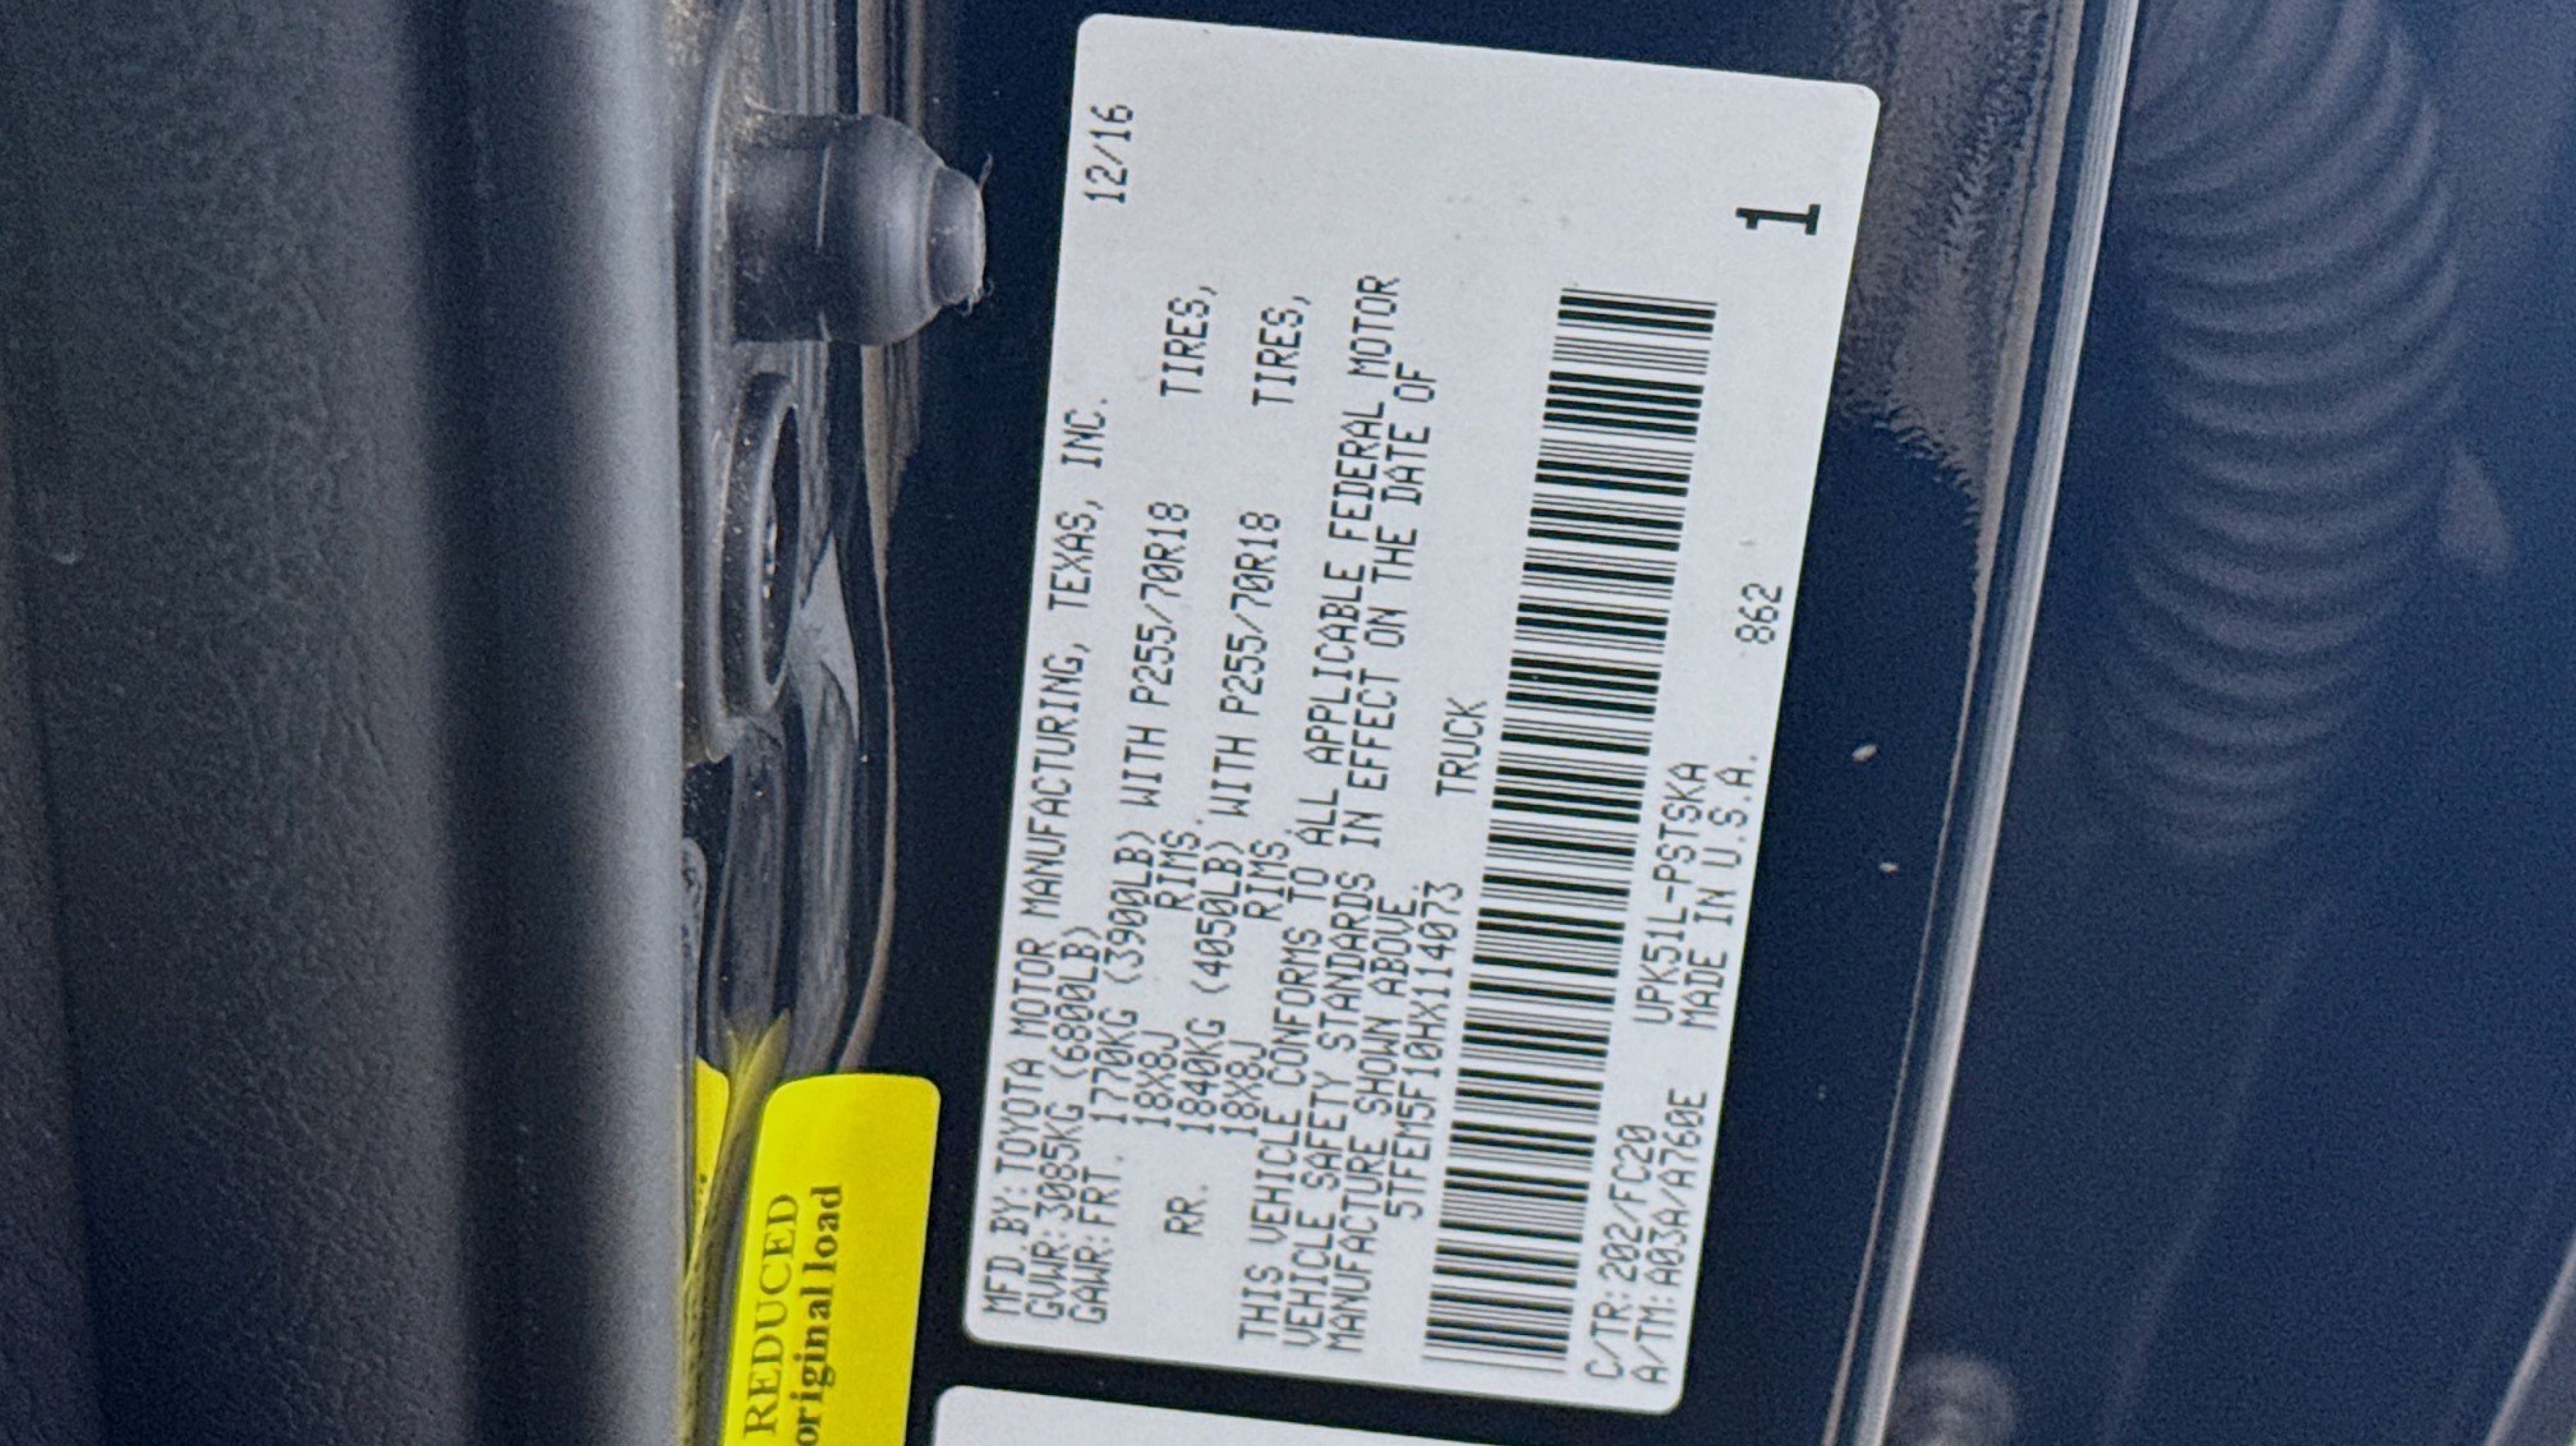 MFD.BY:TOYOTA MOTOR MANUFACTURING, TEXAS, INC. 12/16
GVWR:3085KG (6800LB)
GAWR:FRT. 1770KG (3900LB) WITH P255/70R18 TIRES,
18X8J RIMS.
RR. 1840KG (4050LB) WITH P255/70R18 TIRES,
18X8J RIMS.
THIS VEHICLE CONFORMS TO ALL APPLICABLE FEDERAL MOTOR
VEHICLE SAFETY STANDARDS IN EFFECT ON THE DATE OF
MANUFACTURE SHOWN ABOVE.
5TFEM5F10HX114073 TRUCK
C/TR:202/FC20 UPK51L-PSTSKA
A/TM:A03A/A760E MADE IN U.S.A. 862
1
REDUCED
original load